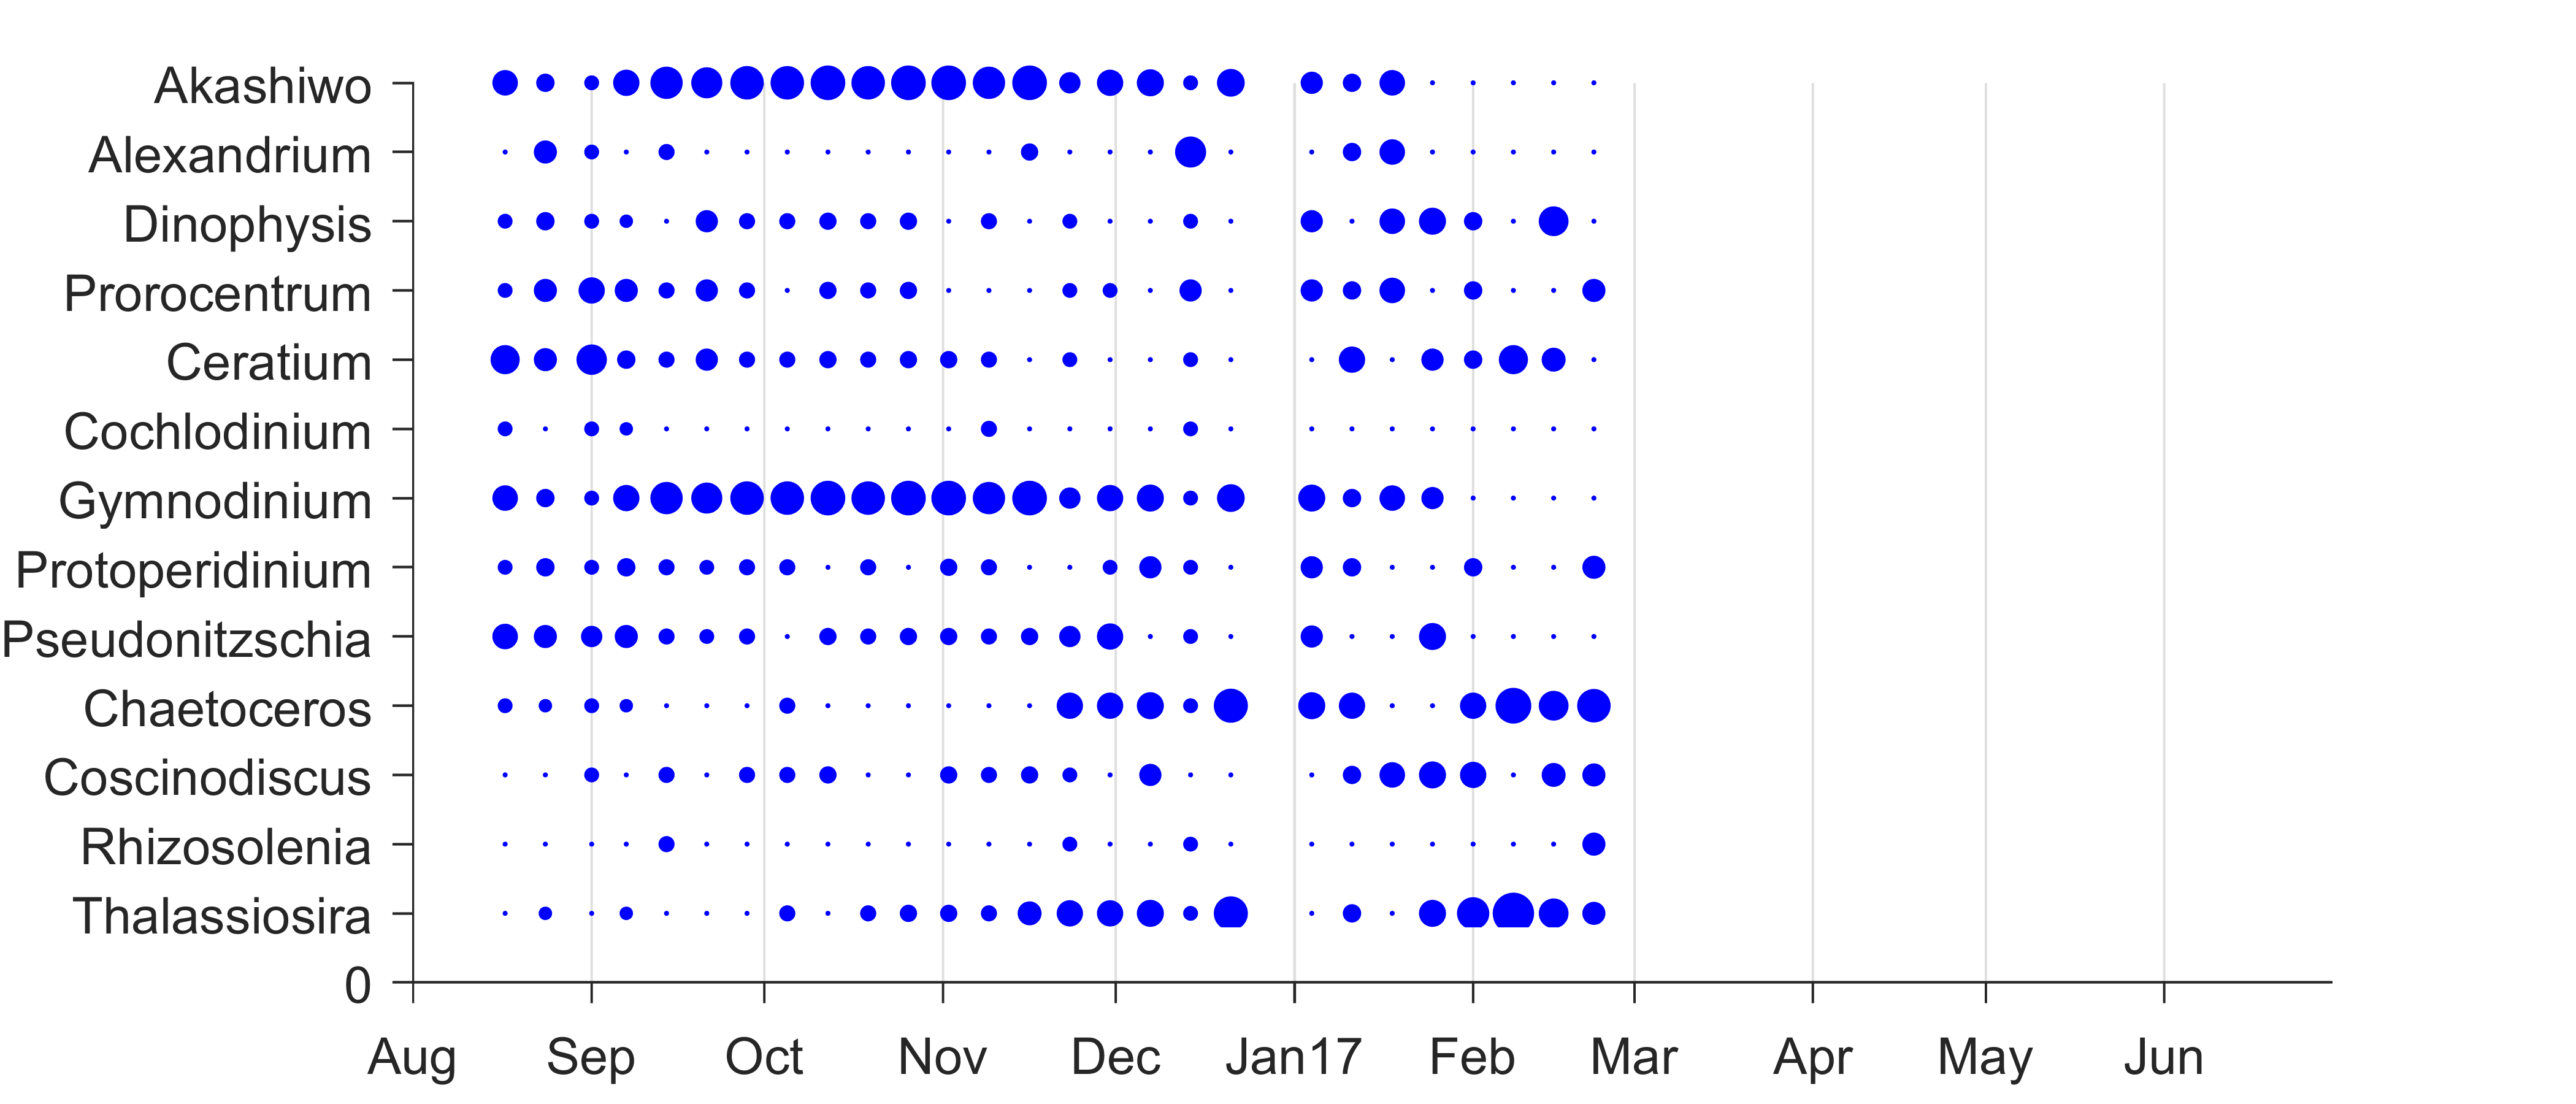 Akashiwo
Alexandrium
Dinophysis
Prorocentrum
Ceratium
Cochlodinium
Gymnodinium
Protoperidinium
Pseudonitzschia
Chaetoceros
Coscinodiscus
Rhizosolenia
Thalassiosira
0
Aug Sep Oct Nov Dec Jan17 Feb Mar Apr May Jun